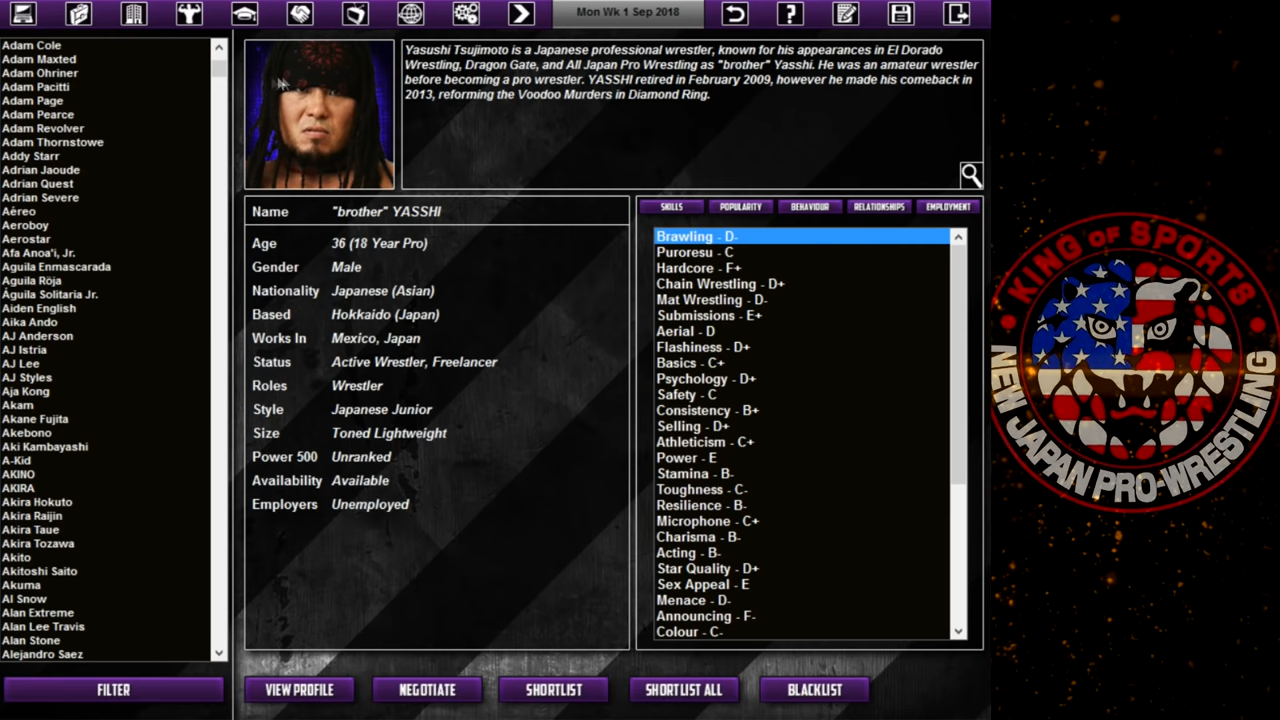 Mon Wk 1 Sep 2018
Adam Cole
Adam Maxted
Adam Ohriner
Adam Pacitti
Adam Page
Adam Pearce
Adam Revolver
Adam Thornstowe
Addy Starr
Adrian Jaoude
Adrian Quest
Adrian Severe
Aéreo
Aeroboy
Aerostar
Afa Anoa'i, Jr.
Aguila Enmascarada
Aguila Röja
Águila Solitaria Jr.
Aiden English
Aika Ando
AJ Anderson
AJ Istria
AJ Lee
AJ Styles
Aja Kong
Akam
Akane Fujita
Akebono
Aki Kambayashi
A-Kid
AKINO
AKIRA
Akira Hokuto
Akira Raijin
Akira Taue
Akira Tozawa
Akito
Akitoshi Saito
Akuma
Al Snow
Alan Extreme
Alan Lee Travis
Alan Stone
Alejandro Saez
FILTER
Yasushi Tsujimoto is a Japanese professional wrestler, known for his appearances in El Dorado
Wrestling, Dragon Gate, and All Japan Pro Wrestling as "brother" Yasshi. He was an amateur wrestler
before becoming a pro wrestler. YASSHI retired in February 2009, however he made his comeback in
2013, reforming the Voodoo Murders in Diamond Ring.
Name "brother" YASSHI
Age 36 (18 Year Pro)
Gender Male
Nationality Japanese (Asian)
Based Hokkaido (Japan)
Works In Mexico, Japan
Status Active Wrestler, Freelancer
Roles Wrestler
Style Japanese Junior
Size Toned Lightweight
Power 500 Unranked
Availability Available
Employers Unemployed
SKILLS POPULARITY BEHAVIOUR RELATIONSHIPS EMPLOYMENT
Brawling - D-
Puroresu - C
Hardcore - F+
Chain Wrestling - D+
Mat Wrestling - D-
Submissions - E+
Aerial - D
Flashiness - D+
Basics - C+
Psychology - D+
Safety - C
Consistency - B+
Selling - D+
Athleticism - C+
Power - E
Stamina - B-
Toughness - C-
Resilience - B-
Microphone - C+
Charisma - B-
Acting - B-
Star Quality - D+
Sex Appeal - E
Menace - D-
Announcing - F-
Colour - C-
VIEW PROFILE NEGOTIATE SHORTLIST SHORTLIST ALL BLACKLIST
KING OF SPORTS
NEW JAPAN PRO-WRESTLING